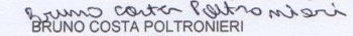 Bruno Costa Poltronieri
BRUNO COSTA POLTRONIERI